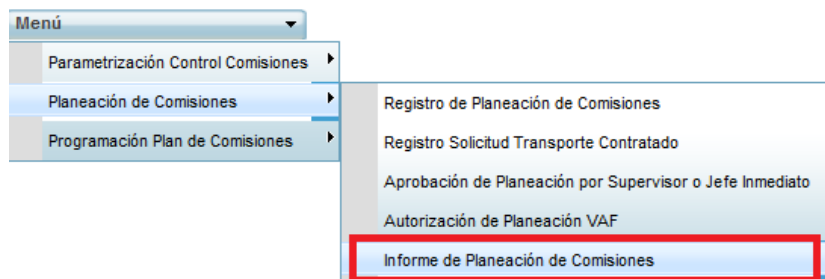 Menú
Parametrización Control Comisiones
Planeación de Comisiones
Programación Plan de Comisiones
Registro de Planeación de Comisiones
Registro Solicitud Transporte Contratado
Aprobación de Planeación por Supervisor o Jefe Inmediato
Autorización de Planeación VAF
Informe de Planeación de Comisiones